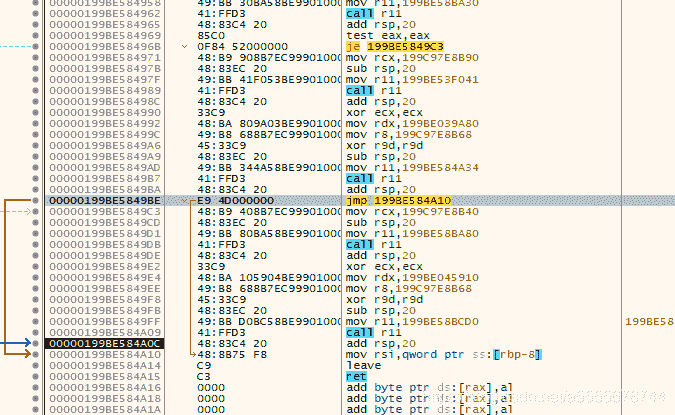 00000199BE584958 49:BB 30BA58BE99010000 mov r11,199BE58BA30
00000199BE584962 41:FFD3 call r11
00000199BE584965 48:83C4 20 add rsp,20
00000199BE584969 85C0 test eax,eax
00000199BE58496B 0F84 52000000 je 199BE5849C3
00000199BE584971 48:B9 908B7EC999010000 mov rcx,199C97E8B90
00000199BE58497B 48:83EC 20 sub rsp,20
00000199BE58497F 49:BB 41F053BE99010000 mov r11,199BE53F041
00000199BE584989 41:FFD3 call r11
00000199BE58498C 48:83C4 20 add rsp,20
00000199BE584990 33C9 xor ecx,ecx
00000199BE584992 48:BA 809A03BE99010000 mov rdx,199BE039A80
00000199BE58499C 49:B8 688B7EC999010000 mov r8,199C97E8B68
00000199BE5849A6 45:33C9 xor r9d,r9d
00000199BE5849A9 48:83EC 20 sub rsp,20
00000199BE5849AD 49:BB 344A58BE99010000 mov r11,199BE584A34
00000199BE5849B7 41:FFD3 call r11
00000199BE5849BA 48:83C4 20 add rsp,20
00000199BE5849BE E9 4D000000 jmp 199BE584A10
00000199BE5849C3 48:B9 408B7EC999010000 mov rcx,199C97E8B40
00000199BE5849CD 48:83EC 20 sub rsp,20
00000199BE5849D1 49:BB 80BA58BE99010000 mov r11,199BE58BA80
00000199BE5849DB 41:FFD3 call r11
00000199BE5849DE 48:83C4 20 add rsp,20
00000199BE5849E2 33C9 xor ecx,ecx
00000199BE5849E4 48:BA 105904BE99010000 mov rdx,199BE045910
00000199BE5849EE 49:B8 688B7EC999010000 mov r8,199C97E8B68
00000199BE5849F8 45:33C9 xor r9d,r9d
00000199BE5849FB 48:83EC 20 sub rsp,20
00000199BE5849FF 49:BB D0BC58BE99010000 mov r11,199BE58BCD0 199BE58
00000199BE584A09 41:FFD3 call r11
00000199BE584A0C 48:83C4 20 add rsp,20
00000199BE584A10 48:8B75 F8 mov rsi,qword ptr ss:[rbp-8]
00000199BE584A14 C9 leave
00000199BE584A15 C3 ret
00000199BE584A16 0000 add byte ptr ds:[rax],al
00000199BE584A18 0000 add byte ptr ds:[rax],al
00000199BE584A1A 0000 add byte ptr ds:[rax],al